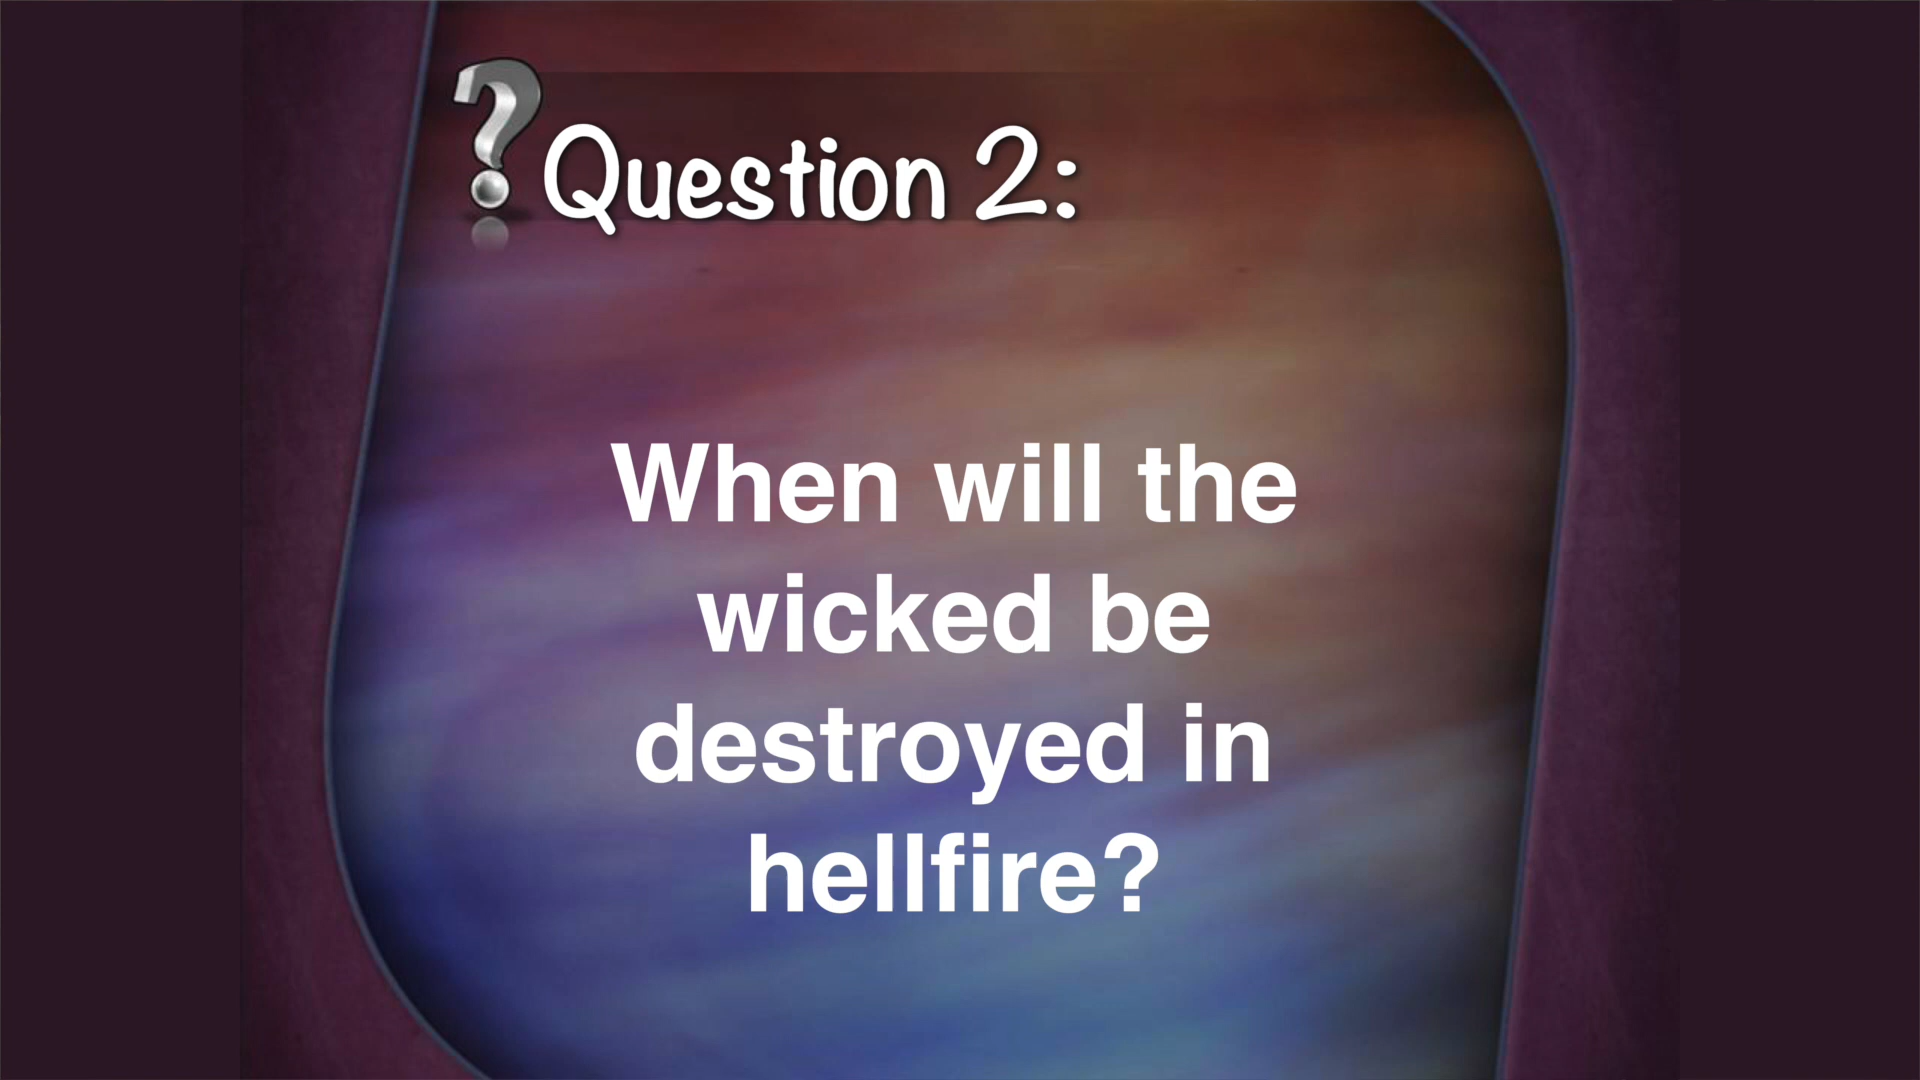 Question 2:
When will the
wicked be
destroyed in
hellfire?